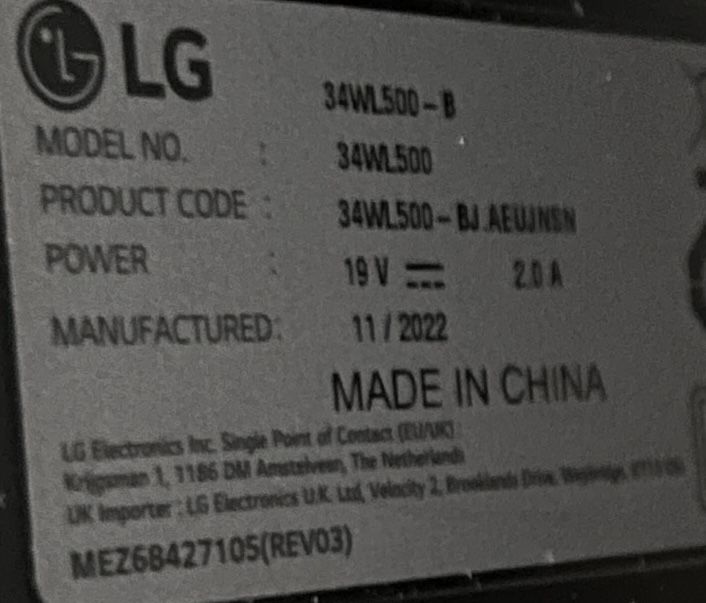 LG
34WL500-B
MODEL NO. : 34WL500
PRODUCT CODE : 34WL500-BJ.AEUJNSN
POWER : 19 V ⎓ 2.0 A
MANUFACTURED: 11 / 2022
MADE IN CHINA
LG Electronics Inc. Single Point of Contact (EU/UK) :
Krijgsman 1, 1186 DM Amstelveen, The Netherlands
UK Importer : LG Electronics U.K. Ltd, Velocity 2, Brooklands Drive, Weybridge,
MEZ68427105(REV03)